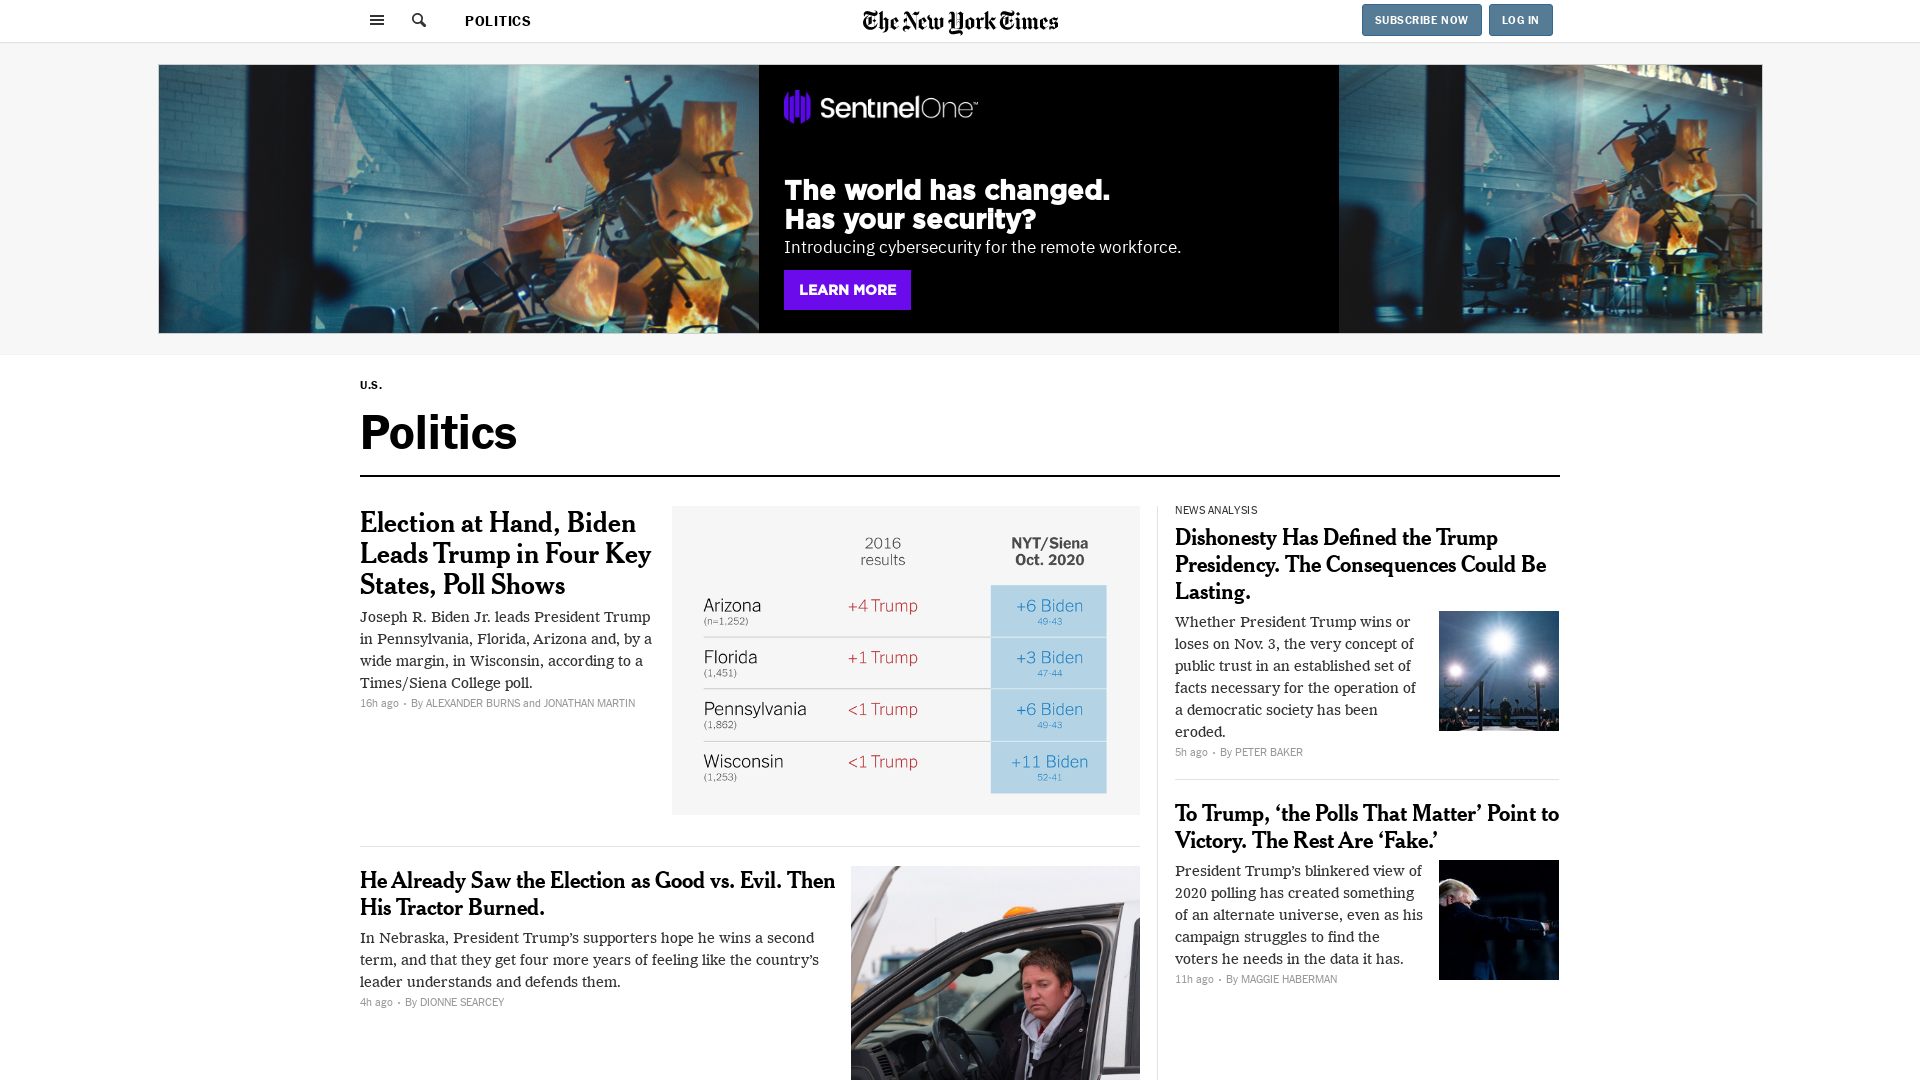 POLITICS
The New York Times
SUBSCRIBE NOW
LOG IN
SentinelOne™
The world has changed.
Has your security?
Introducing cybersecurity for the remote workforce.
LEARN MORE
U.S.
Politics
Election at Hand, Biden
Leads Trump in Four Key
States, Poll Shows
Joseph R. Biden Jr. leads President Trump
in Pennsylvania, Florida, Arizona and, by a
wide margin, in Wisconsin, according to a
Times/Siena College poll.
16h ago • By ALEXANDER BURNS and JONATHAN MARTIN
2016
results
NYT/Siena
Oct. 2020
Arizona +4 Trump +6 Biden
(n=1,252) 49-43
Florida +1 Trump +3 Biden
(1,451) 47-44
Pennsylvania <1 Trump +6 Biden
(1,862) 49-43
Wisconsin <1 Trump +11 Biden
(1,253) 52-41
He Already Saw the Election as Good vs. Evil. Then
His Tractor Burned.
In Nebraska, President Trump’s supporters hope he wins a second
term, and that they get four more years of feeling like the country’s
leader understands and defends them.
4h ago • By DIONNE SEARCEY
NEWS ANALYSIS
Dishonesty Has Defined the Trump
Presidency. The Consequences Could Be
Lasting.
Whether President Trump wins or
loses on Nov. 3, the very concept of
public trust in an established set of
facts necessary for the operation of
a democratic society has been
eroded.
5h ago • By PETER BAKER
To Trump, ‘the Polls That Matter’ Point to
Victory. The Rest Are ‘Fake.’
President Trump’s blinkered view of
2020 polling has created something
of an alternate universe, even as his
campaign struggles to find the
voters he needs in the data it has.
11h ago • By MAGGIE HABERMAN